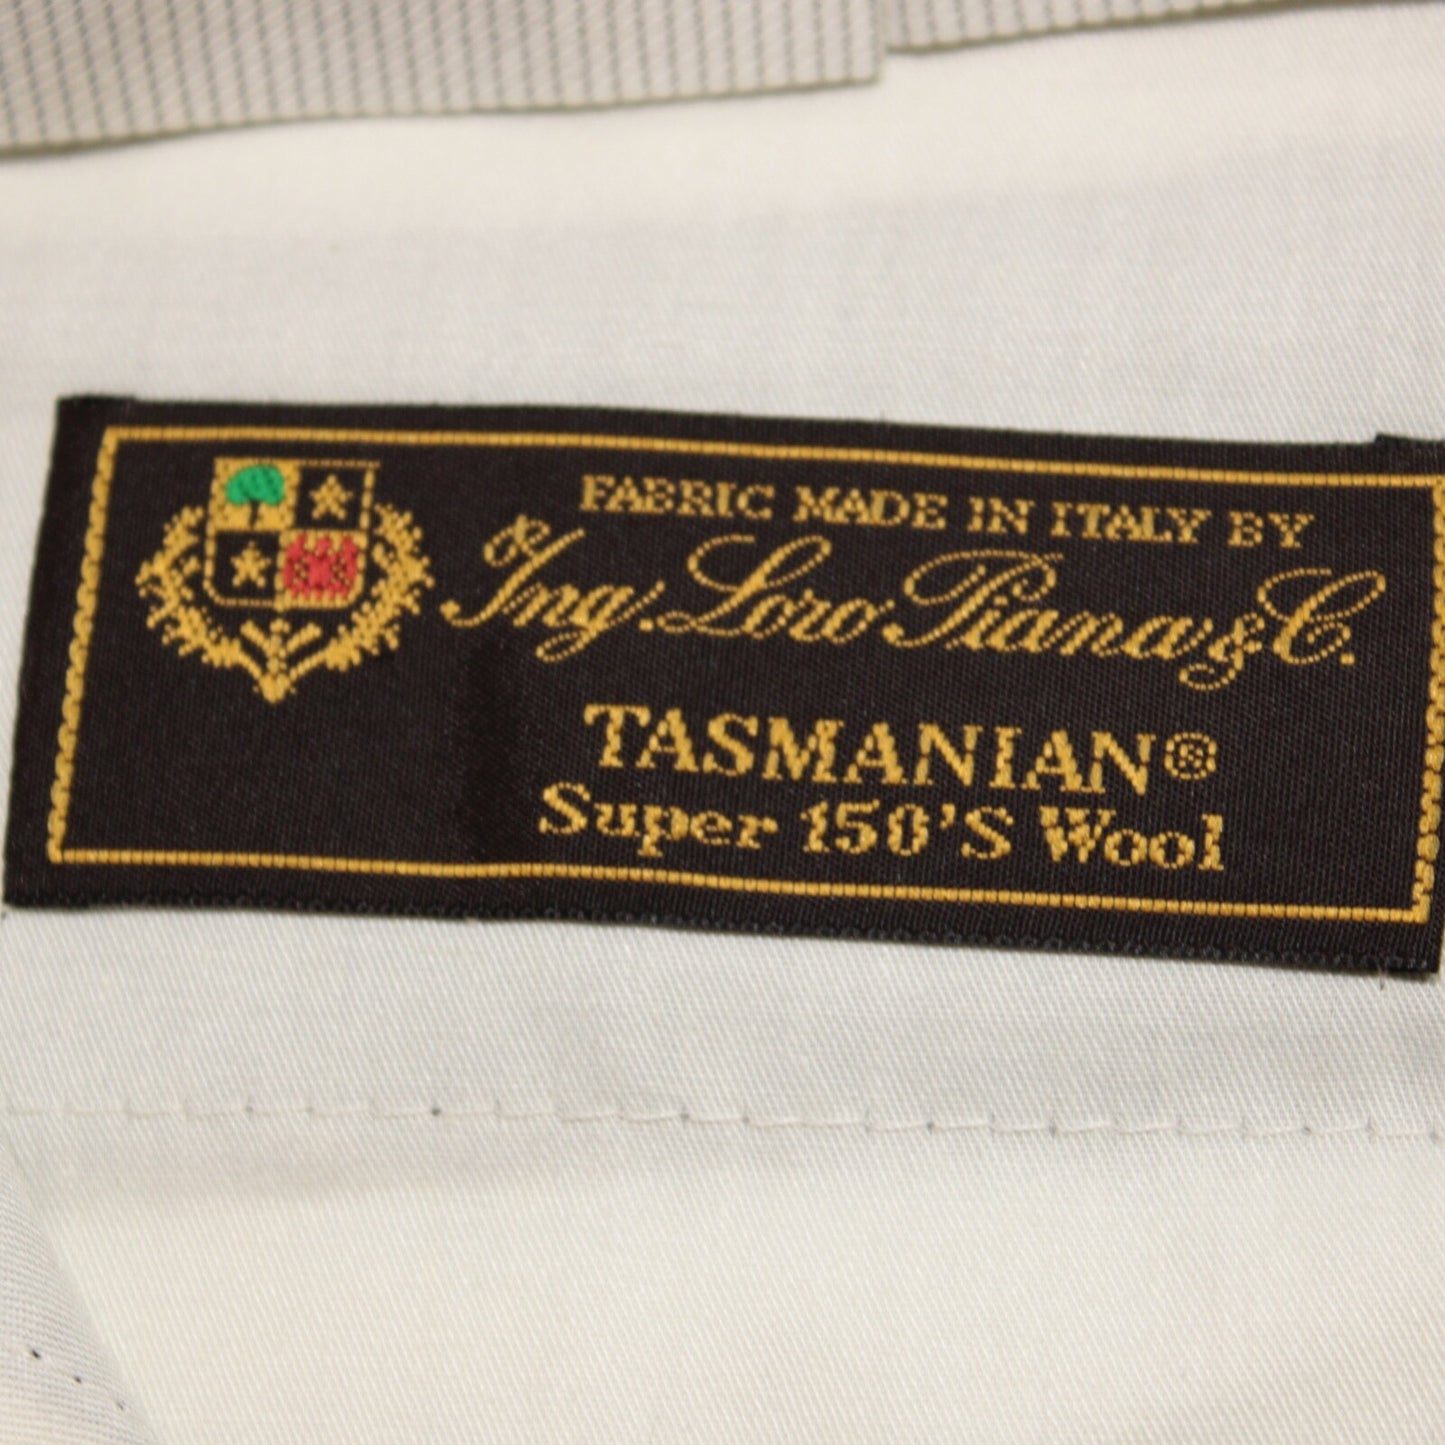 FABRIC MADE IN ITALY BY
Ing. Loro Piana & C.
TASMANIAN®
Super 150'S Wool